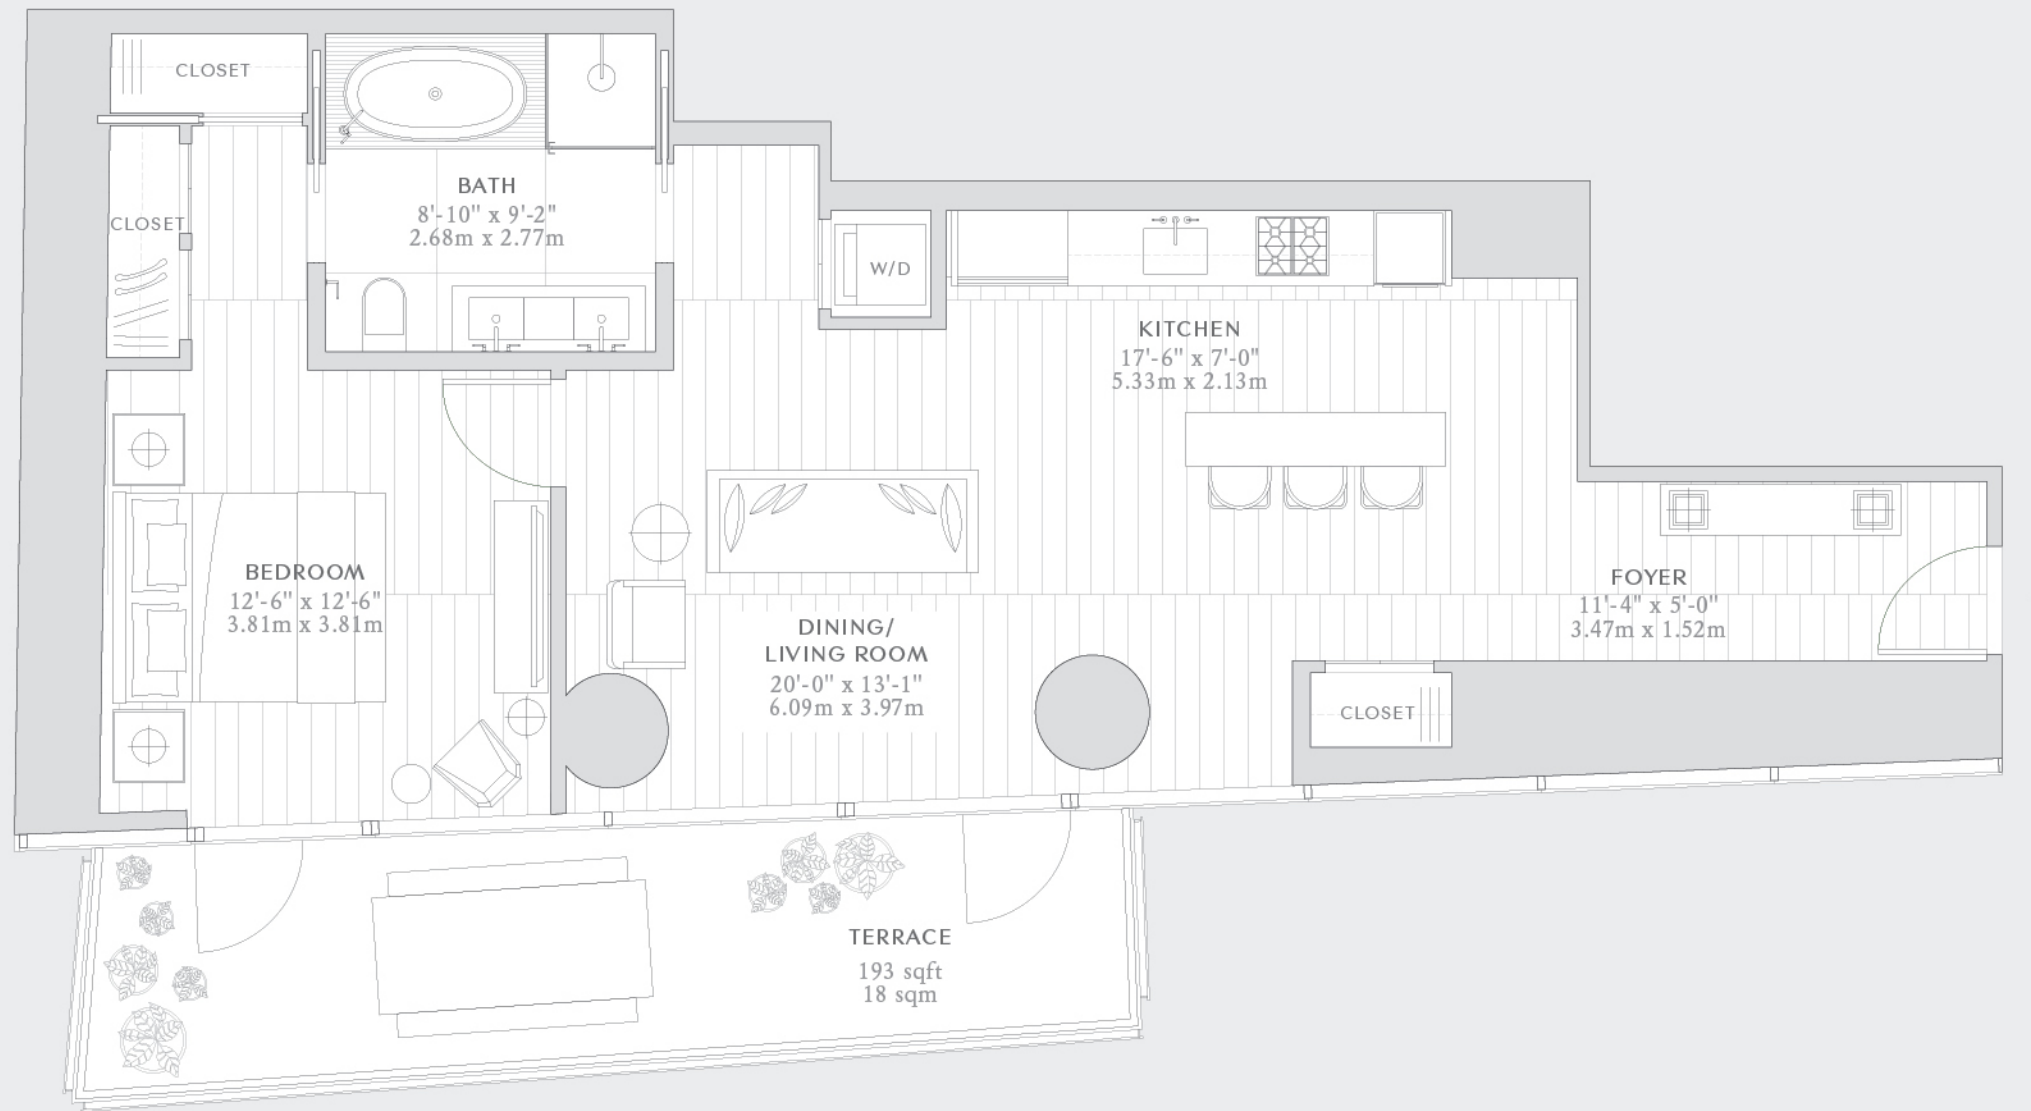 CLOSET
CLOSET
BATH
8'-10" x 9'-2"
2.68m x 2.77m
W/D
KITCHEN
17'-6" x 7'-0"
5.33m x 2.13m
BEDROOM
12'-6" x 12'-6"
3.81m x 3.81m
DINING/
LIVING ROOM
20'-0" x 13'-1"
6.09m x 3.97m
FOYER
11'-4" x 5'-0"
3.47m x 1.52m
CLOSET
TERRACE
193 sqft
18 sqm